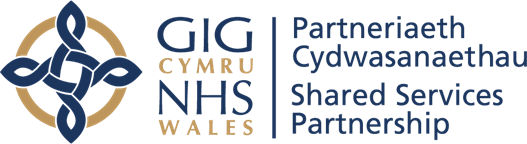 GIG
CYMRU
NHS
WALES
Partneriaeth
Cydwasanaethau
Shared Services
Partnership